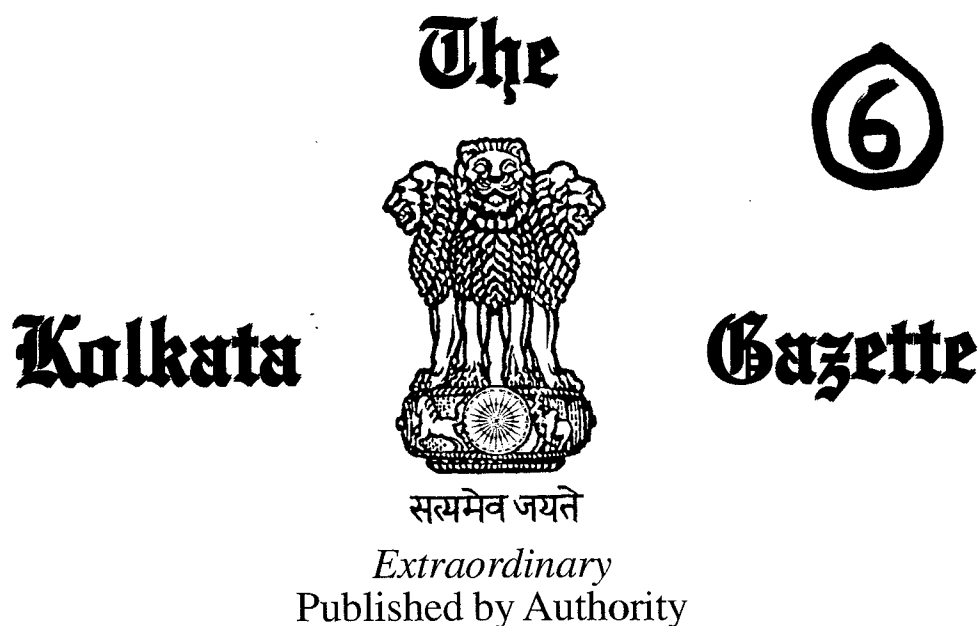 The
6
Kolkata Gazette
सत्यमेव जयते
Extraordinary
Published by Authority